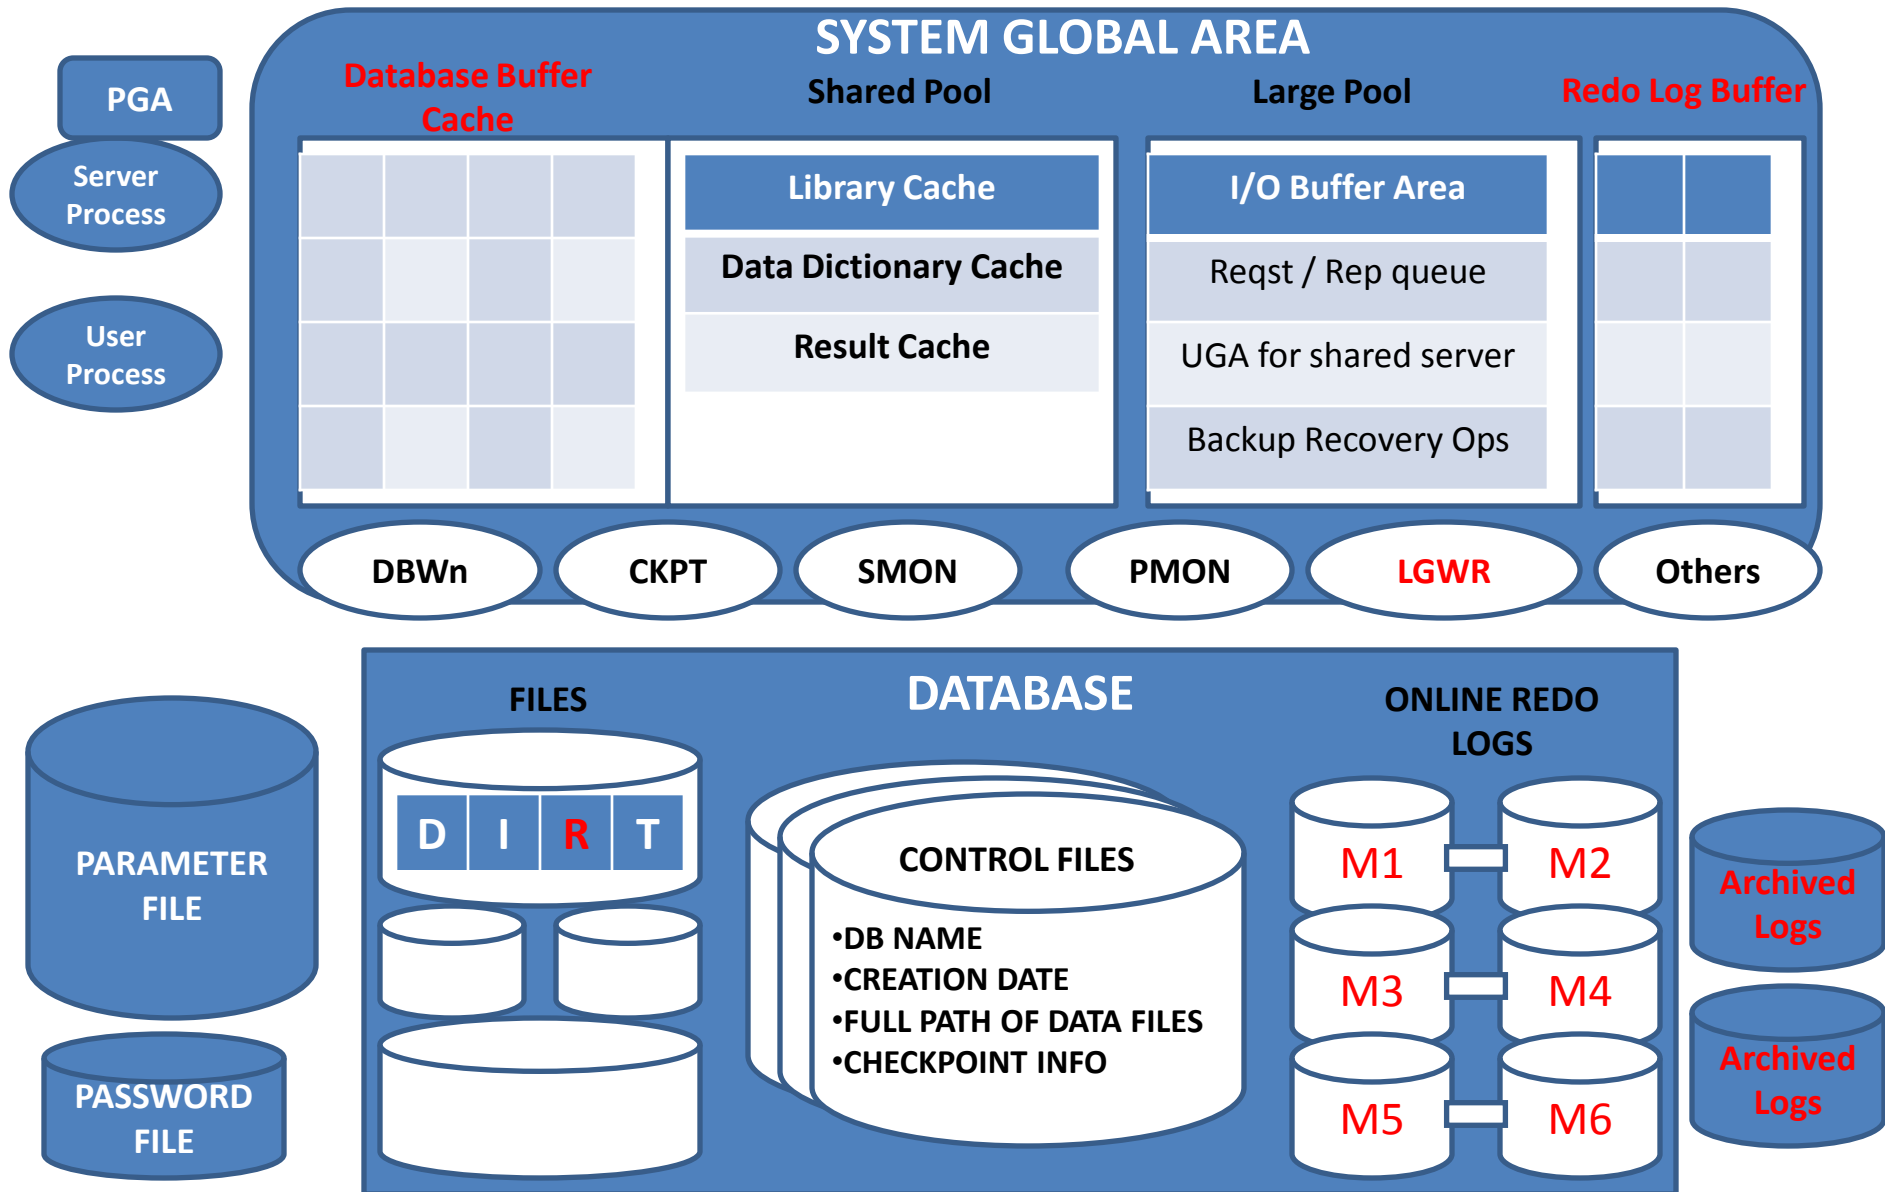 SYSTEM GLOBAL AREA
PGA
Server
Process
User
Process
Database Buffer
Cache
Shared Pool
Large Pool
Redo Log Buffer
Library Cache
Data Dictionary Cache
Result Cache
I/O Buffer Area
Reqst / Rep queue
UGA for shared server
Backup Recovery Ops
DBWn
CKPT
SMON
PMON
LGWR
Others
DATABASE
PARAMETER
FILE
PASSWORD
FILE
FILES
D I R T
CONTROL FILES
•DB NAME
•CREATION DATE
•FULL PATH OF DATA FILES
•CHECKPOINT INFO
ONLINE REDO
LOGS
M1 M2
M3 M4
M5 M6
Archived
Logs
Archived
Logs